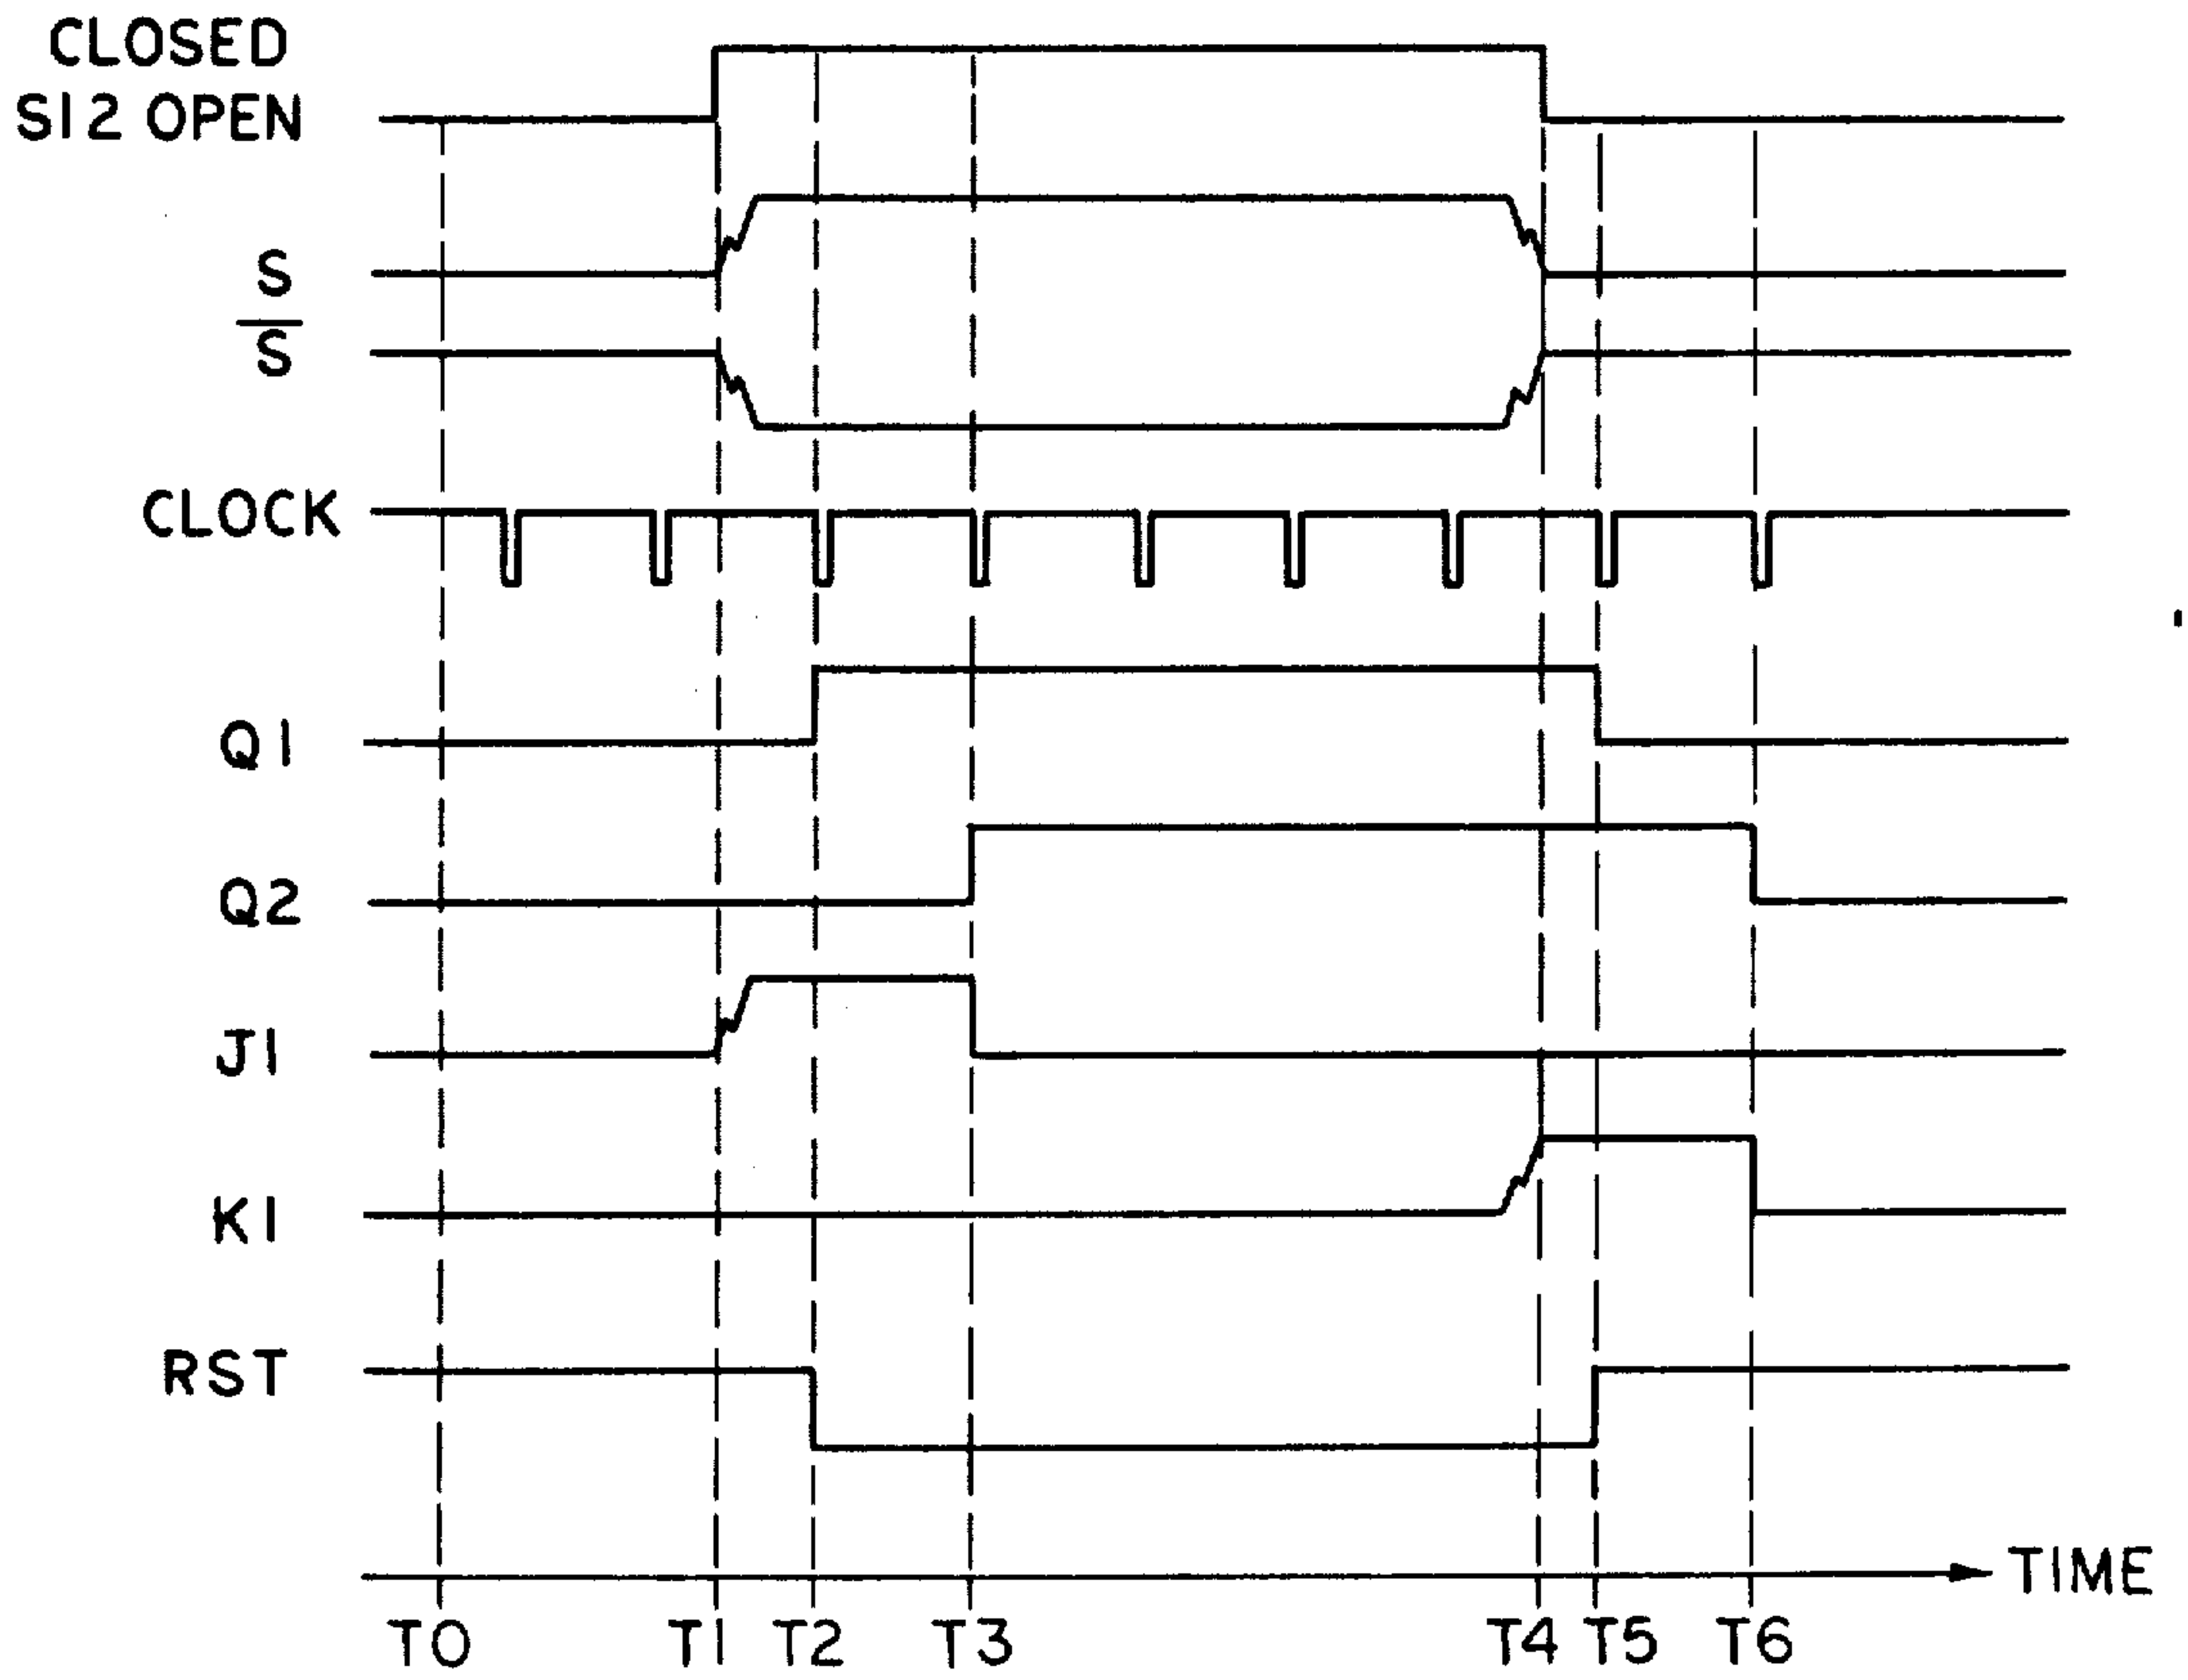 CLOSED
S12 OPEN
S
S̅
CLOCK
Q1
Q2
J1
K1
RST
TIME
T0 T1 T2 T3 T4 T5 T6